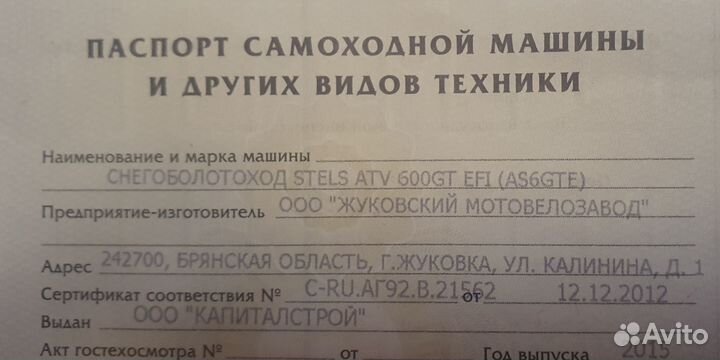 ПАСПОРТ САМОХОДНОЙ МАШИНЫ
И ДРУГИХ ВИДОВ ТЕХНИКИ
Наименование и марка машины
СНЕГОБОЛОТОХОД STELS ATV 600GT EFI (AS6GTE)
Предприятие-изготовитель ООО "ЖУКОВСКИЙ МОТОВЕЛОЗАВОД"
Адрес 242700, БРЯНСКАЯ ОБЛАСТЬ, Г.ЖУКОВКА, УЛ. КАЛИНИНА, Д. 1
Сертификат соответствия № C-RU.АГ92.В.21562 от 12.12.2012
Выдан ООО "КАПИТАЛСТРОЙ"
Акт гостехосмотра № от Год выпуска 2015
Avito